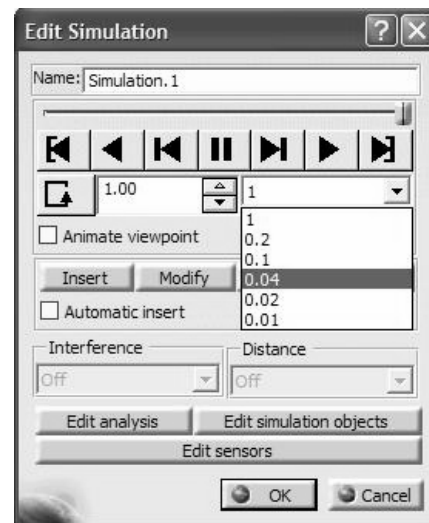 Edit Simulation
Name: Simulation.1
1.00 1
Animate viewpoint
1
0.2
0.1
0.04
0.02
0.01
Insert Modify
Automatic insert
Interference Distance
Off Off
Edit analysis Edit simulation objects
Edit sensors
OK Cancel